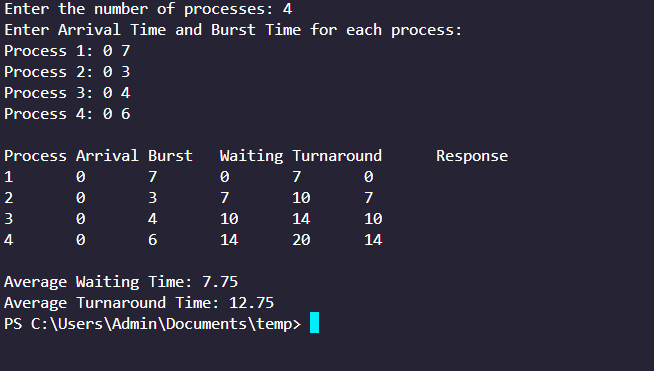 Enter the number of processes: 4
Enter Arrival Time and Burst Time for each process:
Process 1: 0 7
Process 2: 0 3
Process 3: 0 4
Process 4: 0 6
Process Arrival Burst Waiting Turnaround Response
1 0 7 0 7 0
2 0 3 7 10 7
3 0 4 10 14 10
4 0 6 14 20 14
Average Waiting Time: 7.75
Average Turnaround Time: 12.75
PS C:\Users\Admin\Documents\temp>